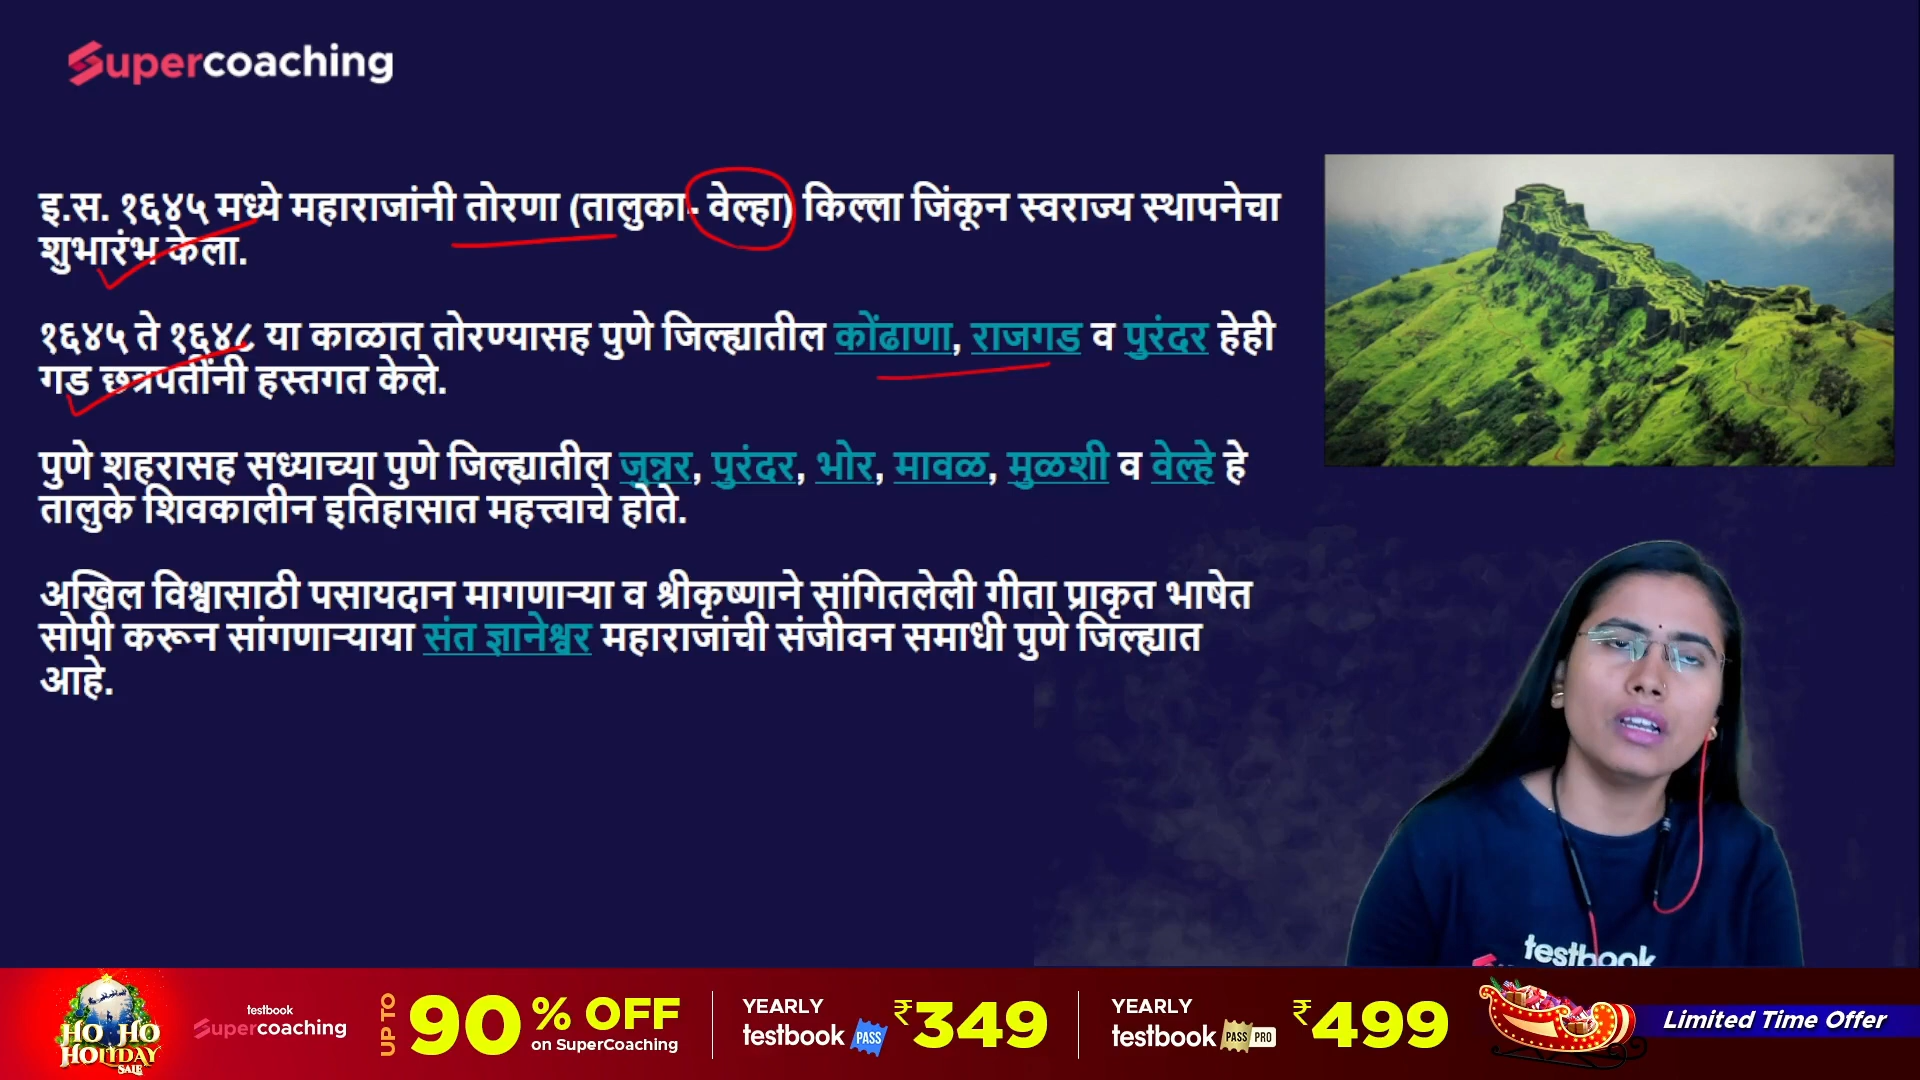 Supercoaching
इ.स. १६४५ मध्ये महाराजांनी तोरणा (तालुका- वेल्हा) किल्ला जिंकून स्वराज्य स्थापनेचा
शुभारंभ केला.
१६४५ ते १६४८ या काळात तोरण्यासह पुणे जिल्ह्यातील कोंढाणा, राजगड व पुरंदर हेही
गड छत्रपतींनी हस्तगत केले.
पुणे शहरासह सध्याच्या पुणे जिल्ह्यातील जुन्नर, पुरंदर, भोर, मावळ, मुळशी व वेल्हे हे
तालुके शिवकालीन इतिहासात महत्त्वाचे होते.
अखिल विश्वासाठी पसायदान मागणाऱ्या व श्रीकृष्णाने सांगितलेली गीता प्राकृत भाषेत
सोपी करून सांगणाऱ्याया संत ज्ञानेश्वर महाराजांची संजीवन समाधी पुणे जिल्ह्यात
आहे.
testbook
HO HO
HOLIDAY
SALE
testbook
Supercoaching
UP TO
90% OFF
on SuperCoaching
YEARLY
testbook PASS
₹349
YEARLY
testbook PASS PRO
₹499
Limited Time Offer